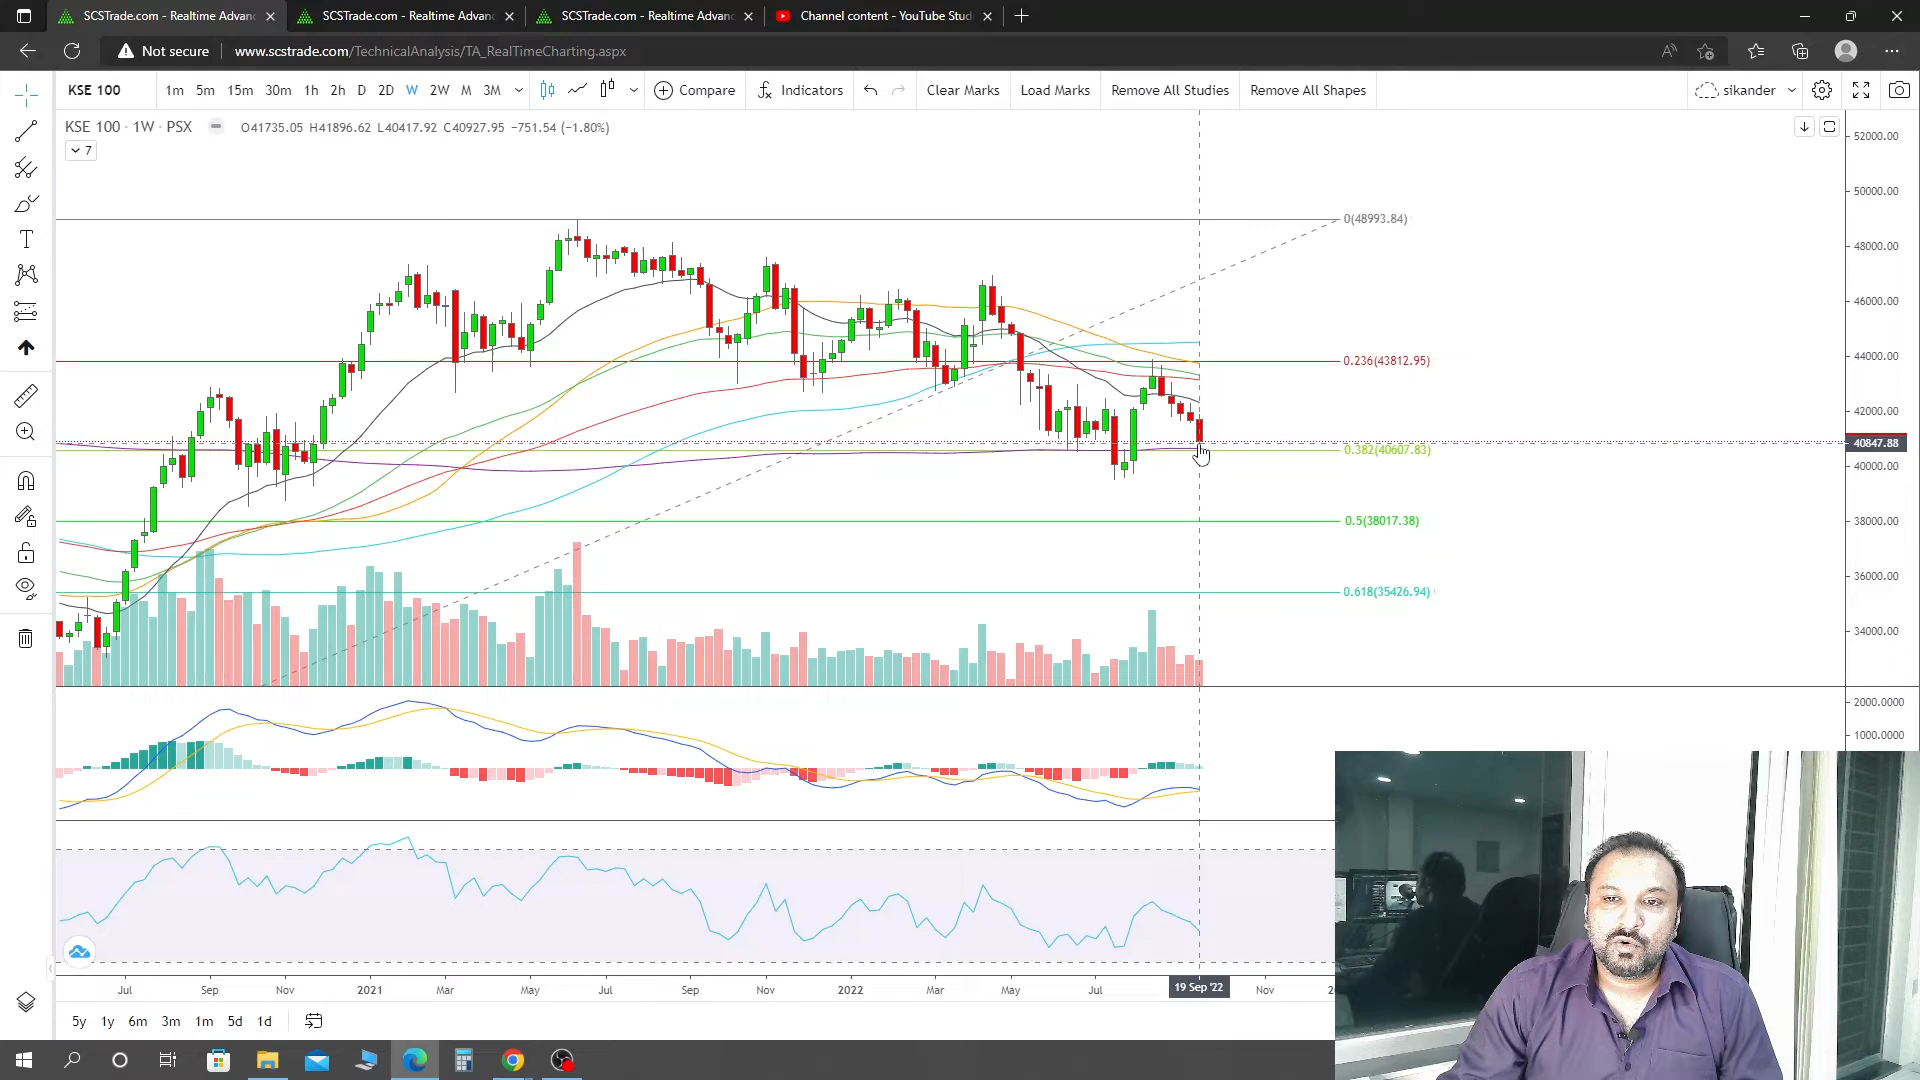 SCSTrade.com - Realtime Advanc
SCSTrade.com - Realtime Advanc
SCSTrade.com - Realtime Advanc
Channel content - YouTube Stud
Not secure
www.scstrade.com/TechnicalAnalysis/TA_RealTimeCharting.aspx
KSE 100
1m 5m 15m 30m 1h 2h D 2D W 2W M 3M
Compare
Indicators
Clear Marks
Load Marks
Remove All Studies
Remove All Shapes
sikander
KSE 100 · 1W · PSX
O41735.05 H41896.62 L40417.92 C40927.95 −751.54 (−1.80%)
7
52000.00
50000.00
48000.00
46000.00
44000.00
42000.00
40847.88
40000.00
38000.00
36000.00
34000.00
0(48993.84)
0.236(43812.95)
0.382(40607.83)
0.5(38017.38)
0.618(35426.94)
2000.0000
1000.0000
Jul Sep Nov 2021 Mar May Jul Sep Nov 2022 Mar May Jul 19 Sep '22 Nov
5y 1y 6m 3m 1m 5d 1d